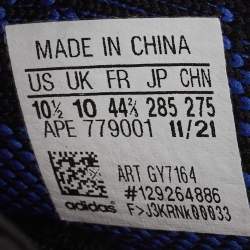 MADE IN CHINA
US UK FR JP CHN
10½ 10 44⅔ 285 275
APE 779001 11/21
ART GY7164
#129264886
adidas F>J3KRNk00033